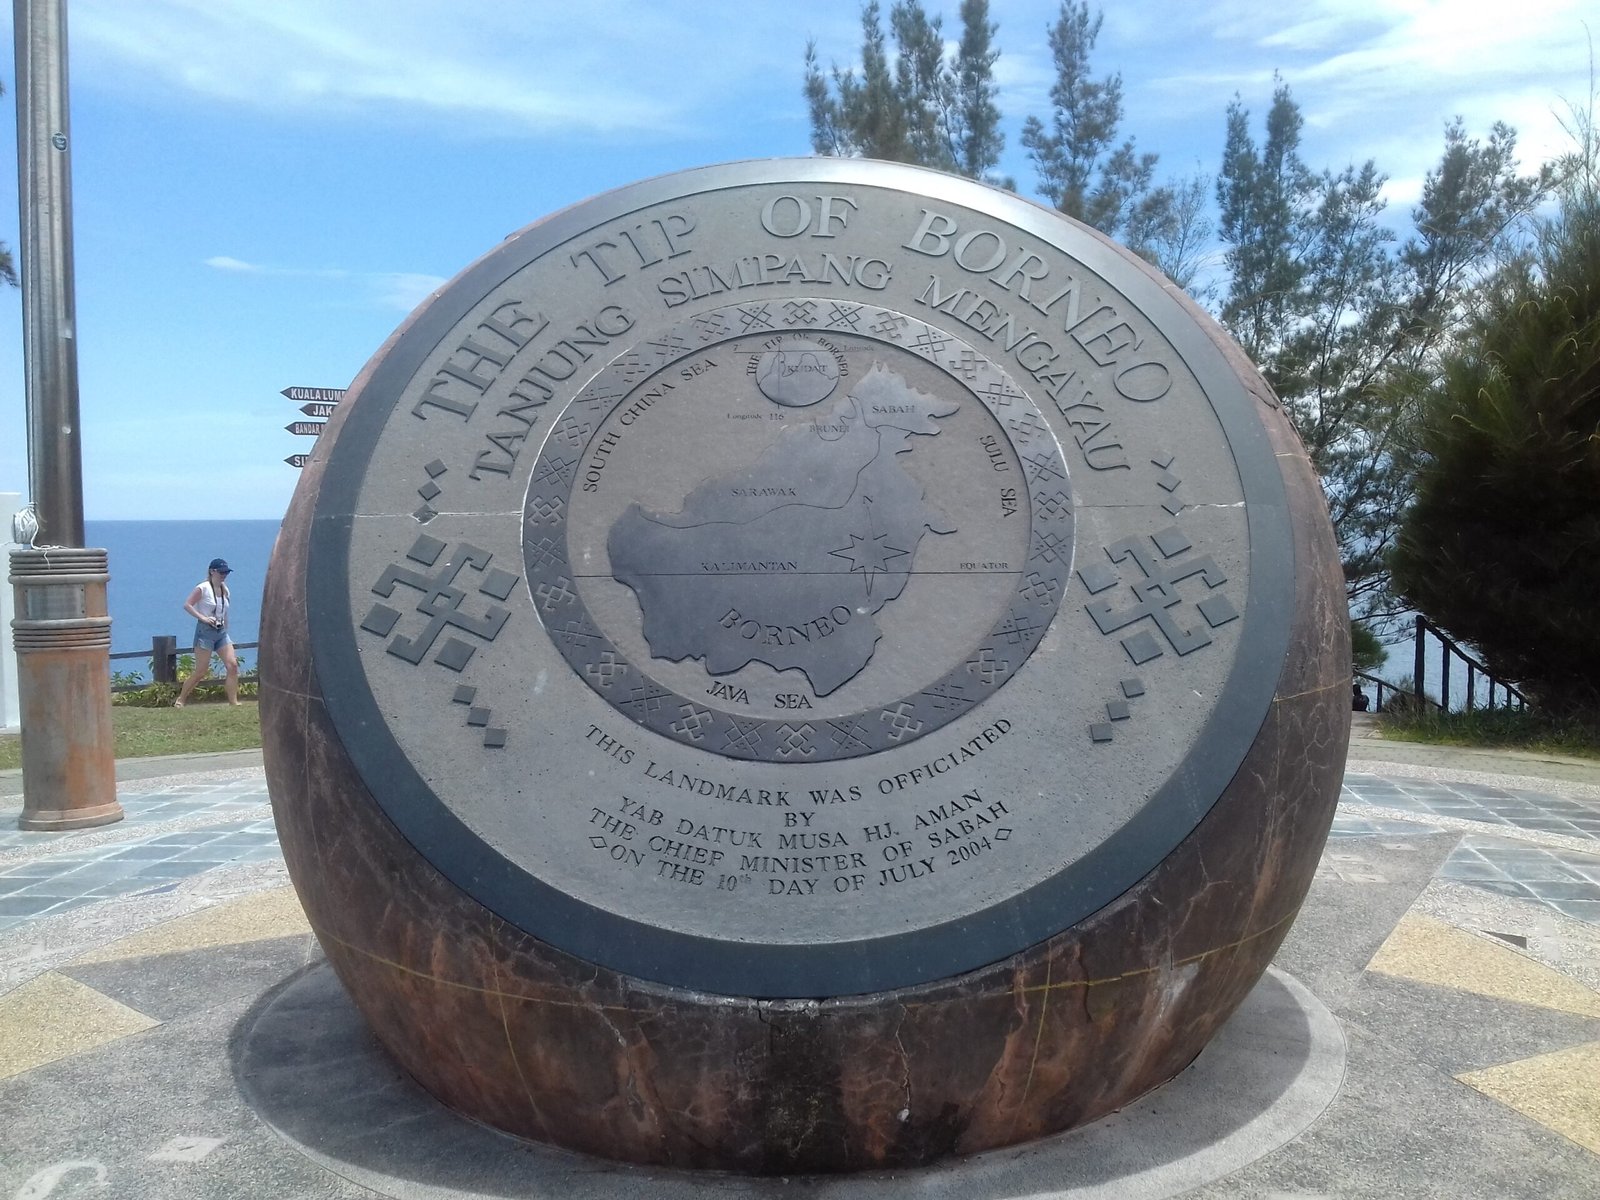 THE TIP OF BORNEO
TANJUNG SIMPANG MENGAYAU
THE TIP OF BORNEO
KUDAT
Longitude 116°
SOUTH CHINA SEA
SABAH
BRUNEI
SULU SEA
SARAWAK
N
KALIMANTAN
EQUATOR
BORNEO
JAVA SEA
THIS LANDMARK WAS OFFICIATED
BY
YAB DATUK MUSA HJ. AMAN
THE CHIEF MINISTER OF SABAH
ON THE 10th DAY OF JULY 2004
KUALA LUM
JAK
BANDAR